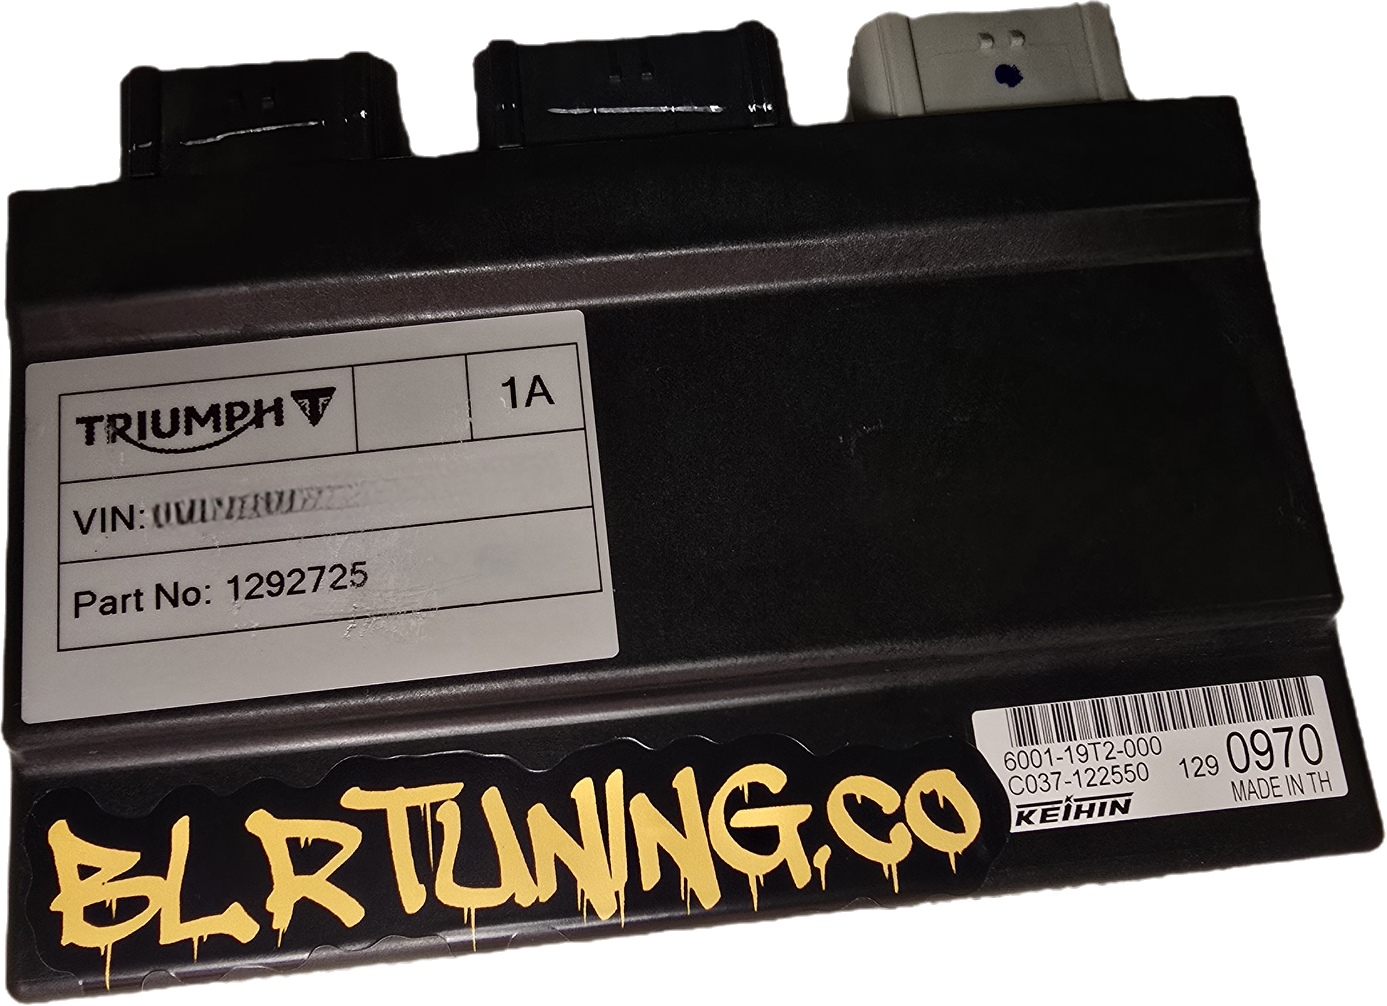 TRIUMPH
1A
VIN:
Part No: 1292725
6001-19T2-000
C037-122550
129 0970
KEIHIN
MADE IN TH
BLRTUNING.CO